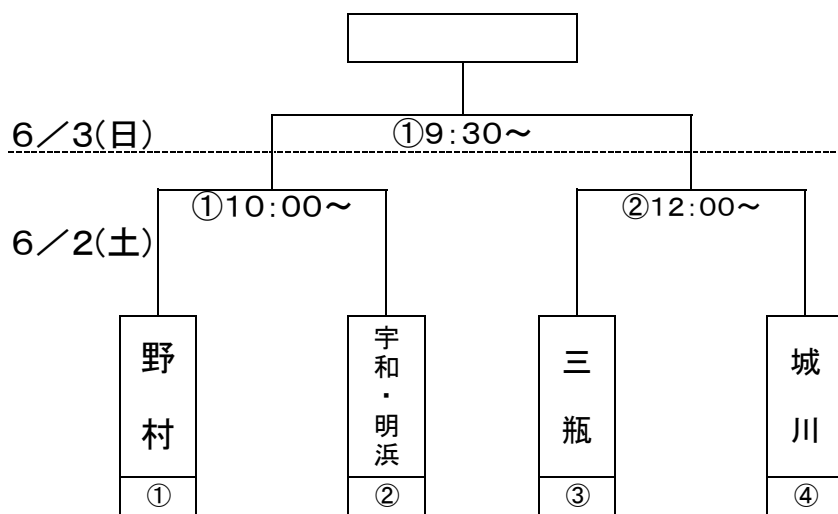 6／3(日)
①9:30～
①10:00～
②12:00～
6／2(土)
野村
宇和・明浜
三瓶
城川
①
②
③
④